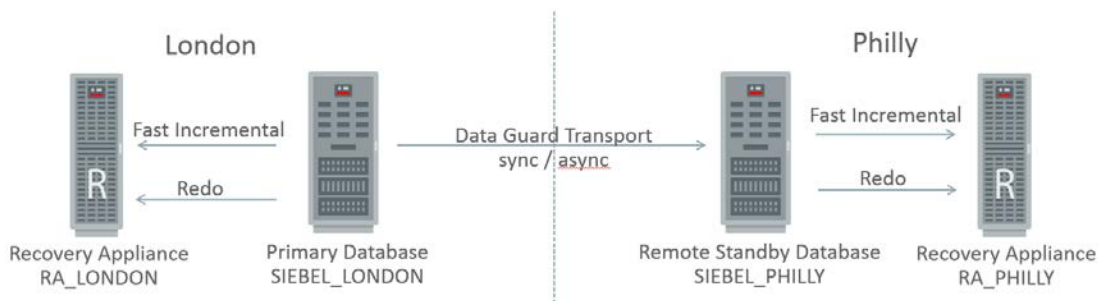 London
Philly
Fast Incremental
Data Guard Transport
sync / async
Fast Incremental
Redo
Redo
R
R
Recovery Appliance
RA_LONDON
Primary Database
SIEBEL_LONDON
Remote Standby Database
SIEBEL_PHILLY
Recovery Appliance
RA_PHILLY